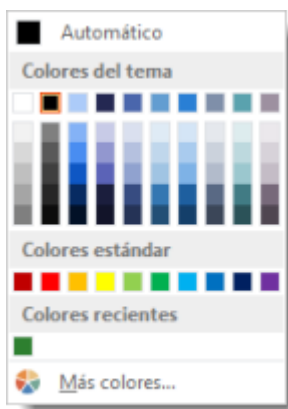 Automático
Colores del tema
Colores estándar
Colores recientes
Más colores...